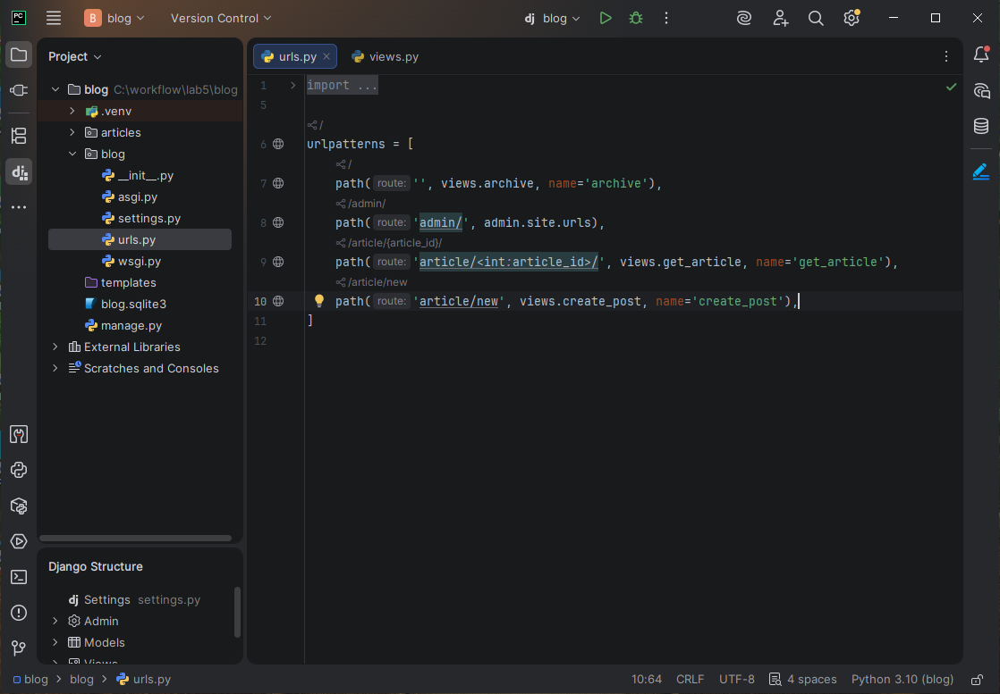 PC
B blog
Version Control
dj blog
Project
urls.py
views.py
blog C:\workflow\lab5\blog
.venv
articles
blog
__init__.py
asgi.py
settings.py
urls.py
wsgi.py
templates
blog.sqlite3
manage.py
External Libraries
Scratches and Consoles
1 import ...
5
/
6 urlpatterns = [
/
7 path( route: '', views.archive, name='archive'),
/admin/
8 path( route: 'admin/', admin.site.urls),
/article/{article_id}/
9 path( route: 'article/<int:article_id>/', views.get_article, name='get_article'),
/article/new
10 path( route: 'article/new', views.create_post, name='create_post'),
11 ]
12
Django Structure
dj Settings settings.py
Admin
Models
Views
blog > blog > urls.py
10:64
CRLF
UTF-8
4 spaces
Python 3.10 (blog)